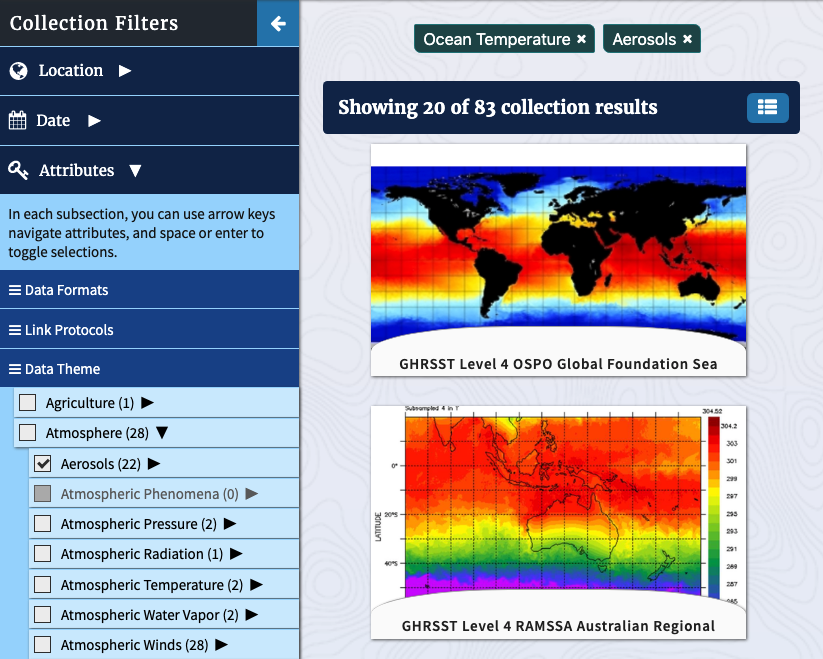 Collection Filters
Location
Date
Attributes
In each subsection, you can use arrow keys
navigate attributes, and space or enter to
toggle selections.
Data Formats
Link Protocols
Data Theme
Agriculture (1)
Atmosphere (28)
Aerosols (22)
Atmospheric Phenomena (0)
Atmospheric Pressure (2)
Atmospheric Radiation (1)
Atmospheric Temperature (2)
Atmospheric Water Vapor (2)
Atmospheric Winds (28)
Ocean Temperature ×
Aerosols ×
Showing 20 of 83 collection results
GHRSST Level 4 OSPO Global Foundation Sea
304.52
304.2
303
301
299
297
295
293
291
289
287
0°
20°S
40°S
LATITUDE
GHRSST Level 4 RAMSSA Australian Regional